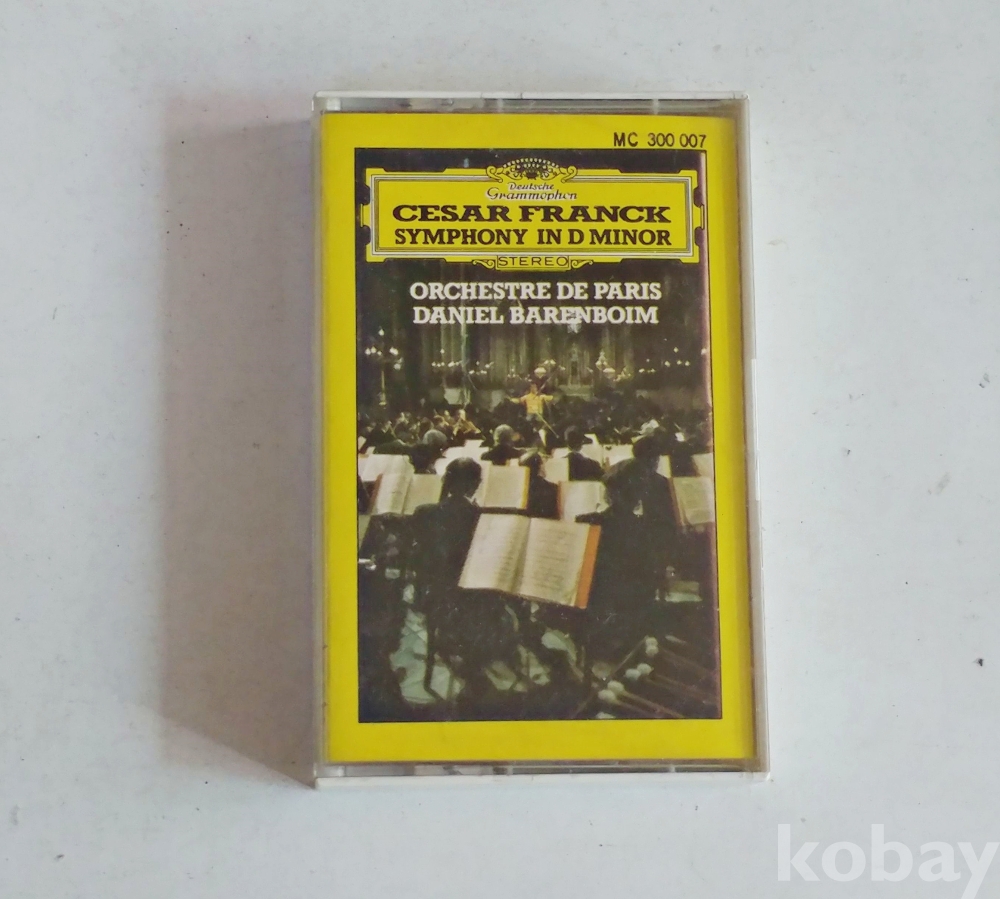 MC 300 007
Deutsche
Grammophon
CESAR FRANCK
SYMPHONY IN D MINOR
STEREO
ORCHESTRE DE PARIS
DANIEL BARENBOIM
kobay